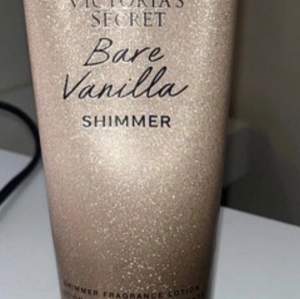 VICTORIA'S
SECRET
Bare
Vanilla
SHIMMER
SHIMMER FRAGRANCE LOTION